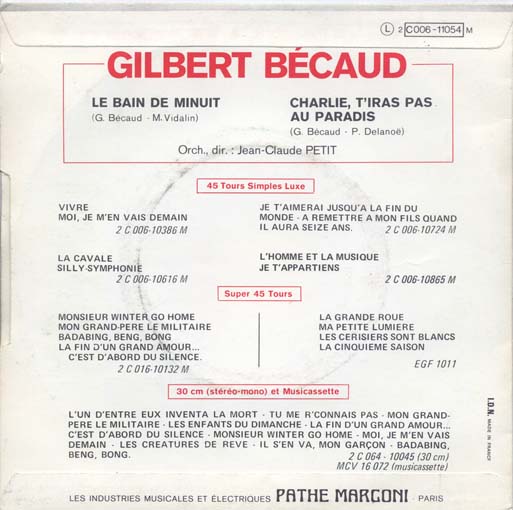 Ⓛ 2 C006-11054 M
GILBERT BÉCAUD
LE BAIN DE MINUIT
(G. Bécaud - M. Vidalin)
CHARLIE, T'IRAS PAS
AU PARADIS
(G. Bécaud - P. Delanoë)
Orch., dir. : Jean-Claude PETIT
45 Tours Simples Luxe
VIVRE
MOI, JE M'EN VAIS DEMAIN
2 C 006-10386 M
JE T'AIMERAI JUSQU'A LA FIN DU
MONDE - A REMETTRE A MON FILS QUAND
IL AURA SEIZE ANS. 2 C 006-10724 M
LA CAVALE
SILLY-SYMPHONIE
2 C 006-10616 M
L'HOMME ET LA MUSIQUE
JE T'APPARTIENS
2 C 006-10865 M
Super 45 Tours
MONSIEUR WINTER GO HOME
MON GRAND-PERE LE MILITAIRE
BADABING, BENG, BONG
LA FIN D'UN GRAND AMOUR...
C'EST D'ABORD DU SILENCE.
2 C 016-10132 M
LA GRANDE ROUE
MA PETITE LUMIERE
LES CERISIERS SONT BLANCS
LA CINQUIEME SAISON
EGF 1011
30 cm (stéréo-mono) et Musicassette
L'UN D'ENTRE EUX INVENTA LA MORT - TU ME R'CONNAIS PAS - MON GRAND-
PERE LE MILITAIRE - LES ENFANTS DU DIMANCHE - LA FIN D'UN GRAND AMOUR...
C'EST D'ABORD DU SILENCE - MONSIEUR WINTER GO HOME - MOI, JE M'EN VAIS
DEMAIN - LES CREATURES DE REVE - IL S'EN VA, MON GARÇON - BADABING,
BENG, BONG.
2 C 064 - 10045 (30 cm)
MCV 16 072 (musicassette)
I.D.N. MADE IN FRANCE
LES INDUSTRIES MUSICALES ET ÉLECTRIQUES PATHE MARCONI - PARIS